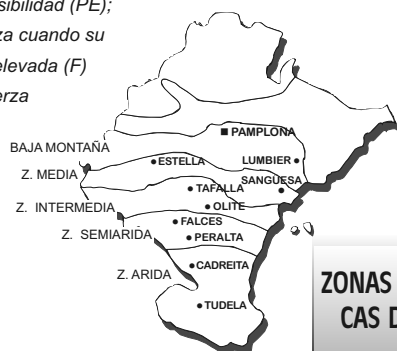 sibilidad (PE);
za cuando su
elevada (F)
erza
PAMPLONA
BAJA MONTAÑA
ESTELLA
LUMBIER
Z. MEDIA
SANGÜESA
TAFALLA
Z. INTERMEDIA
OLITE
FALCES
Z. SEMIARIDA
PERALTA
CADREITA
Z. ARIDA
TUDELA
ZONAS
CAS D